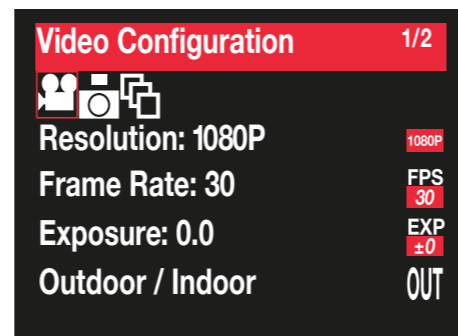 Video Configuration 1/2
Resolution: 1080P 1080P
Frame Rate: 30 FPS
30
Exposure: 0.0 EXP
±0
Outdoor / Indoor OUT